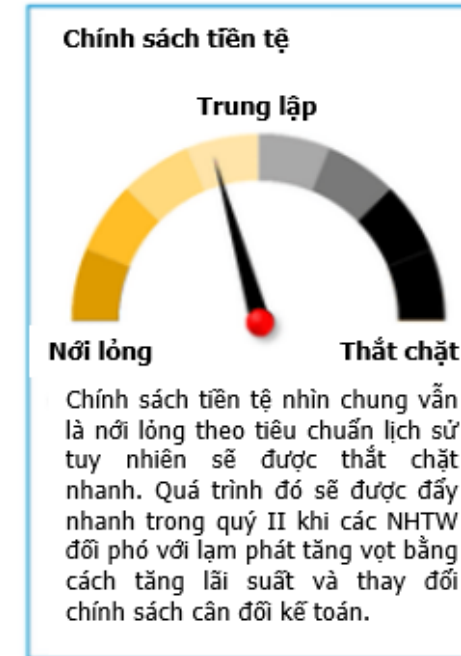 Chính sách tiền tệ
Trung lập
Nới lỏng
Thắt chặt
Chính sách tiền tệ nhìn chung vẫn
là nới lỏng theo tiêu chuẩn lịch sử
tuy nhiên sẽ được thắt chặt
nhanh. Quá trình đó sẽ được đẩy
nhanh trong quý II khi các NHTW
đối phó với lạm phát tăng vọt bằng
cách tăng lãi suất và thay đổi
chính sách cân đối kế toán.